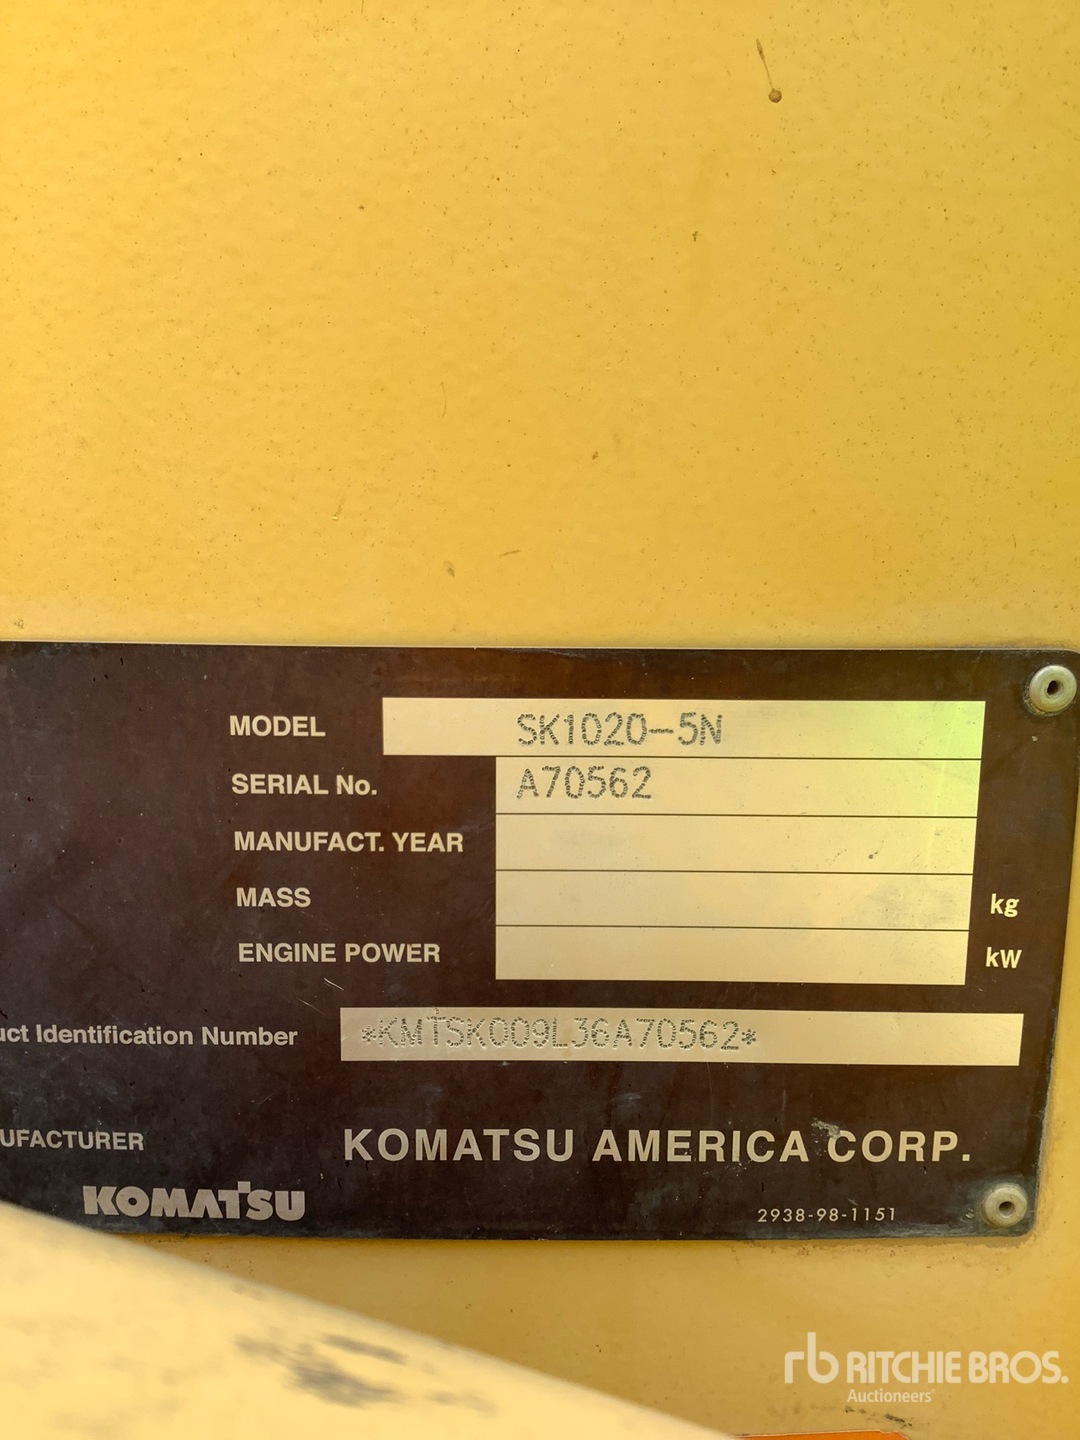 MODEL SK1020-5N
SERIAL No. A70562
MANUFACT. YEAR
MASS kg
ENGINE POWER kW
uct Identification Number *KMTSK009L36A70562*
UFACTURER KOMATSU AMERICA CORP.
KOMATSU
2938-98-1151
rb RITCHIE BROS.
Auctioneers